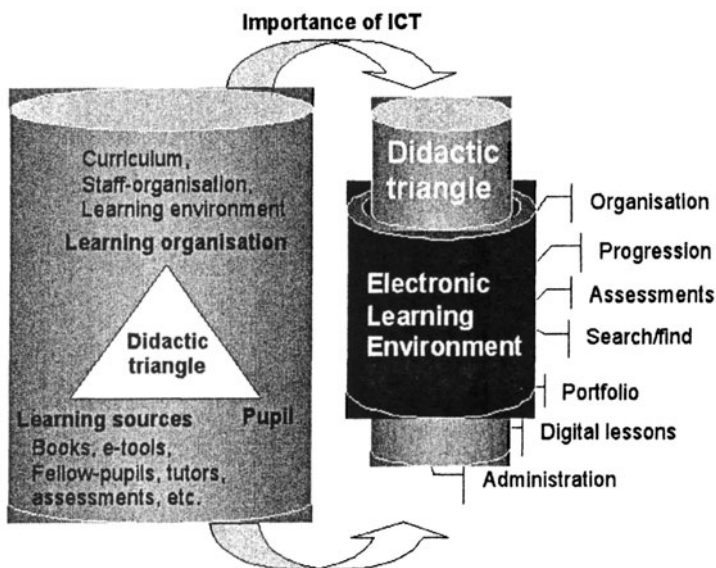 Importance of ICT
Curriculum,
Staff-organisation,
Learning environment
Learning organisation
Didactic
triangle
Learning sources
Pupil
Books, e-tools,
Fellow-pupils, tutors,
assessments, etc.
Didactic
triangle
Electronic
Learning
Environment
Organisation
Progression
Assessments
Search/find
Portfolio
Digital lessons
Administration